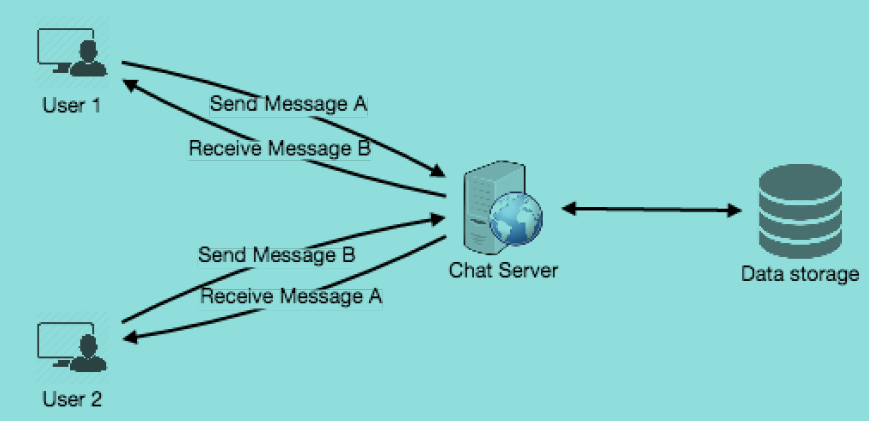 User 1
Send Message A
Receive Message B
Send Message B
Receive Message A
User 2
Chat Server
Data storage